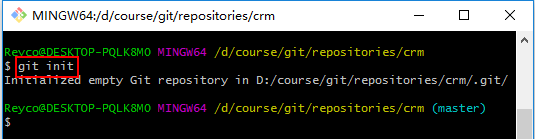 MINGW64:/d/course/git/repositories/crm
Reyco@DESKTOP-PQLK8MO MINGW64 /d/course/git/repositories/crm
$ git init
Initialized empty Git repository in D:/course/git/repositories/crm/.git/
Reyco@DESKTOP-PQLK8MO MINGW64 /d/course/git/repositories/crm (master)
$